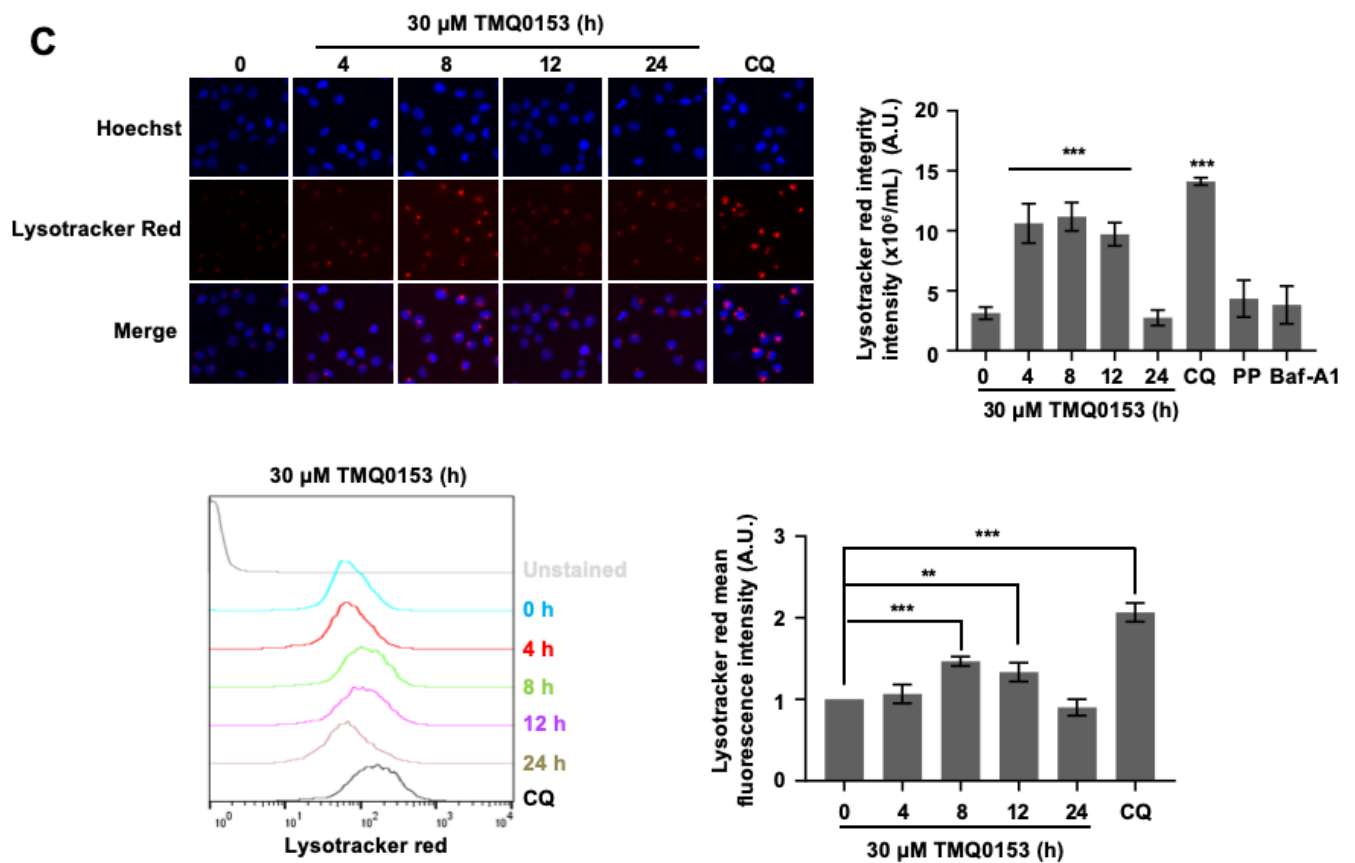 C
30 µM TMQ0153 (h)
0 4 8 12 24 CQ
Hoechst
Lysotracker Red
Merge
Lysotracker red integrity
intensity (x10⁶/mL) (A.U.)
20
15
10
5
0
***
***
0 4 8 12 24 CQ PP Baf-A1
30 µM TMQ0153 (h)
30 µM TMQ0153 (h)
Unstained
0 h
4 h
8 h
12 h
24 h
CQ
10⁰ 10¹ 10² 10³ 10⁴
Lysotracker red
Lysotracker red mean
fluorescence intensity (A.U.)
3
2
1
0
***
**
***
0 4 8 12 24 CQ
30 µM TMQ0153 (h)